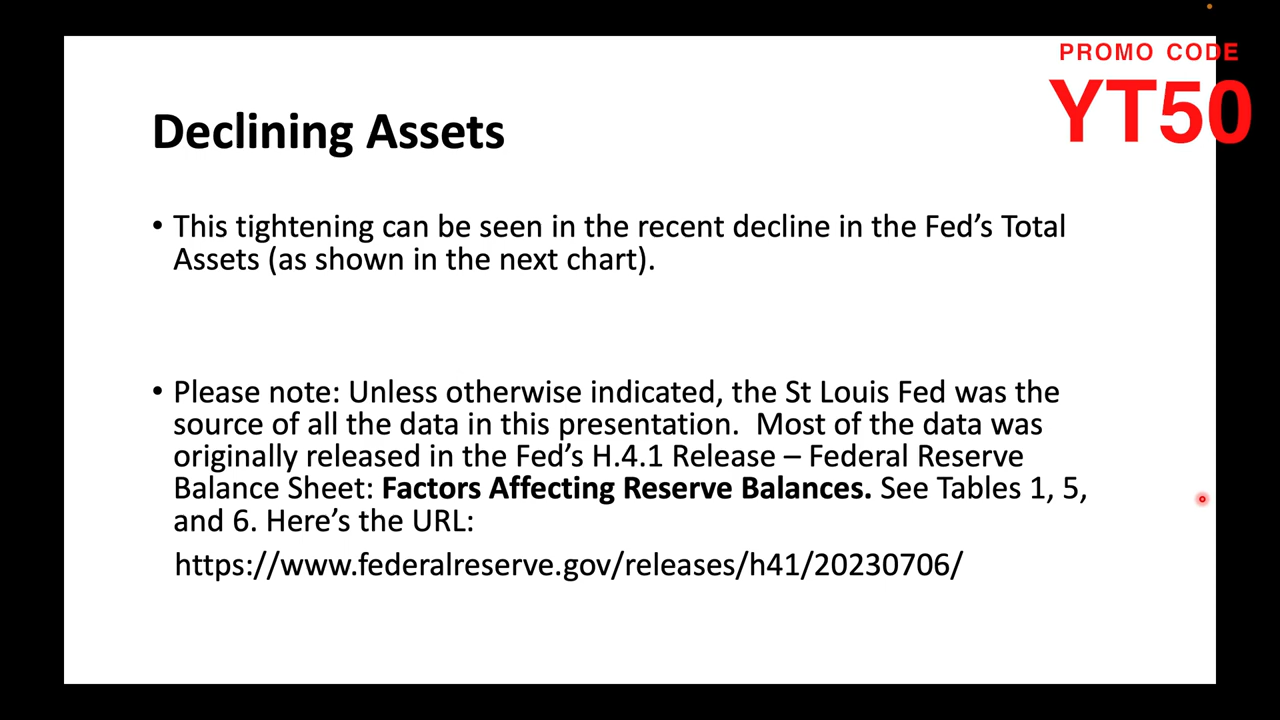 PROMO CODE
YT50
Declining Assets
• This tightening can be seen in the recent decline in the Fed’s Total
Assets (as shown in the next chart).
• Please note: Unless otherwise indicated, the St Louis Fed was the
source of all the data in this presentation.  Most of the data was
originally released in the Fed’s H.4.1 Release – Federal Reserve
Balance Sheet: Factors Affecting Reserve Balances. See Tables 1, 5,
and 6. Here’s the URL:
https://www.federalreserve.gov/releases/h41/20230706/